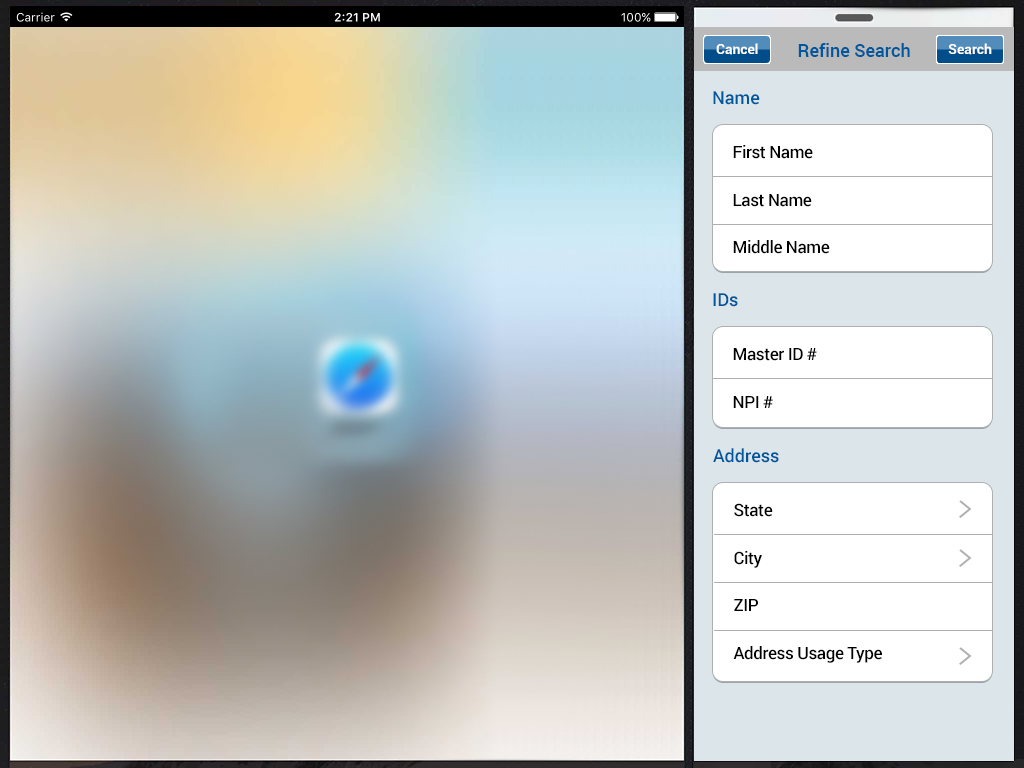 Carrier 2:21 PM 100%
Cancel Refine Search Search
Name
First Name
Last Name
Middle Name
IDs
Master ID #
NPI #
Address
State
City
ZIP
Address Usage Type